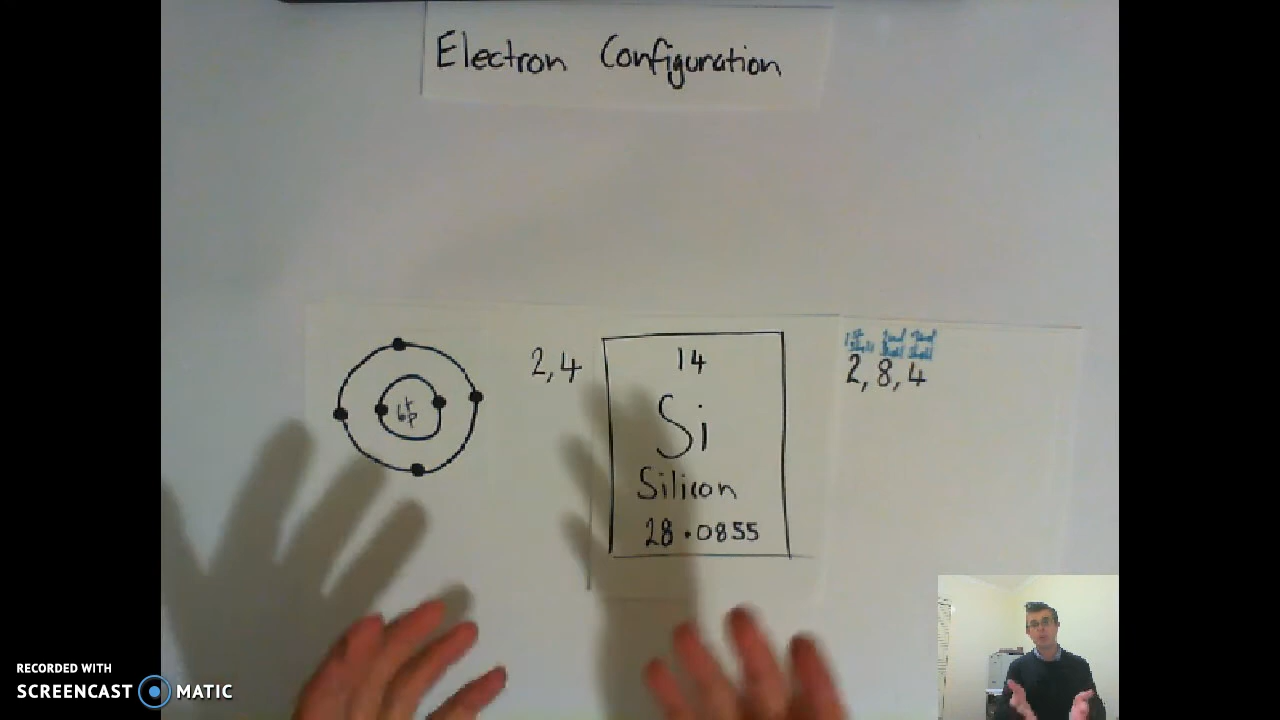 Electron Configuration
2,4
14
Si
Silicon
28.0855
2, 8, 4
RECORDED WITH
SCREENCAST MATIC